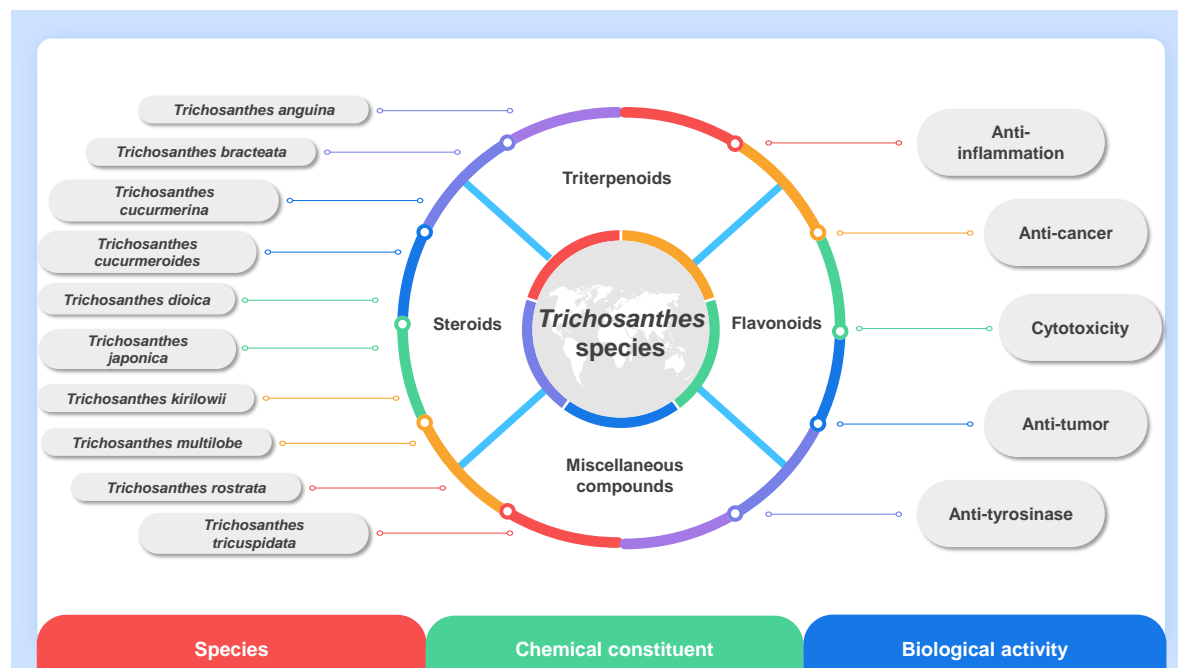 Trichosanthes anguina
Trichosanthes bracteata
Trichosanthes
cucurmerina
Trichosanthes
cucurmeroides
Trichosanthes dioica
Trichosanthes
japonica
Trichosanthes kirilowii
Trichosanthes multilobe
Trichosanthes rostrata
Trichosanthes
tricuspidata
Triterpenoids
Steroids
Trichosanthes
species
Flavonoids
Miscellaneous
compounds
Anti-
inflammation
Anti-cancer
Cytotoxicity
Anti-tumor
Anti-tyrosinase
Species
Chemical constituent
Biological activity